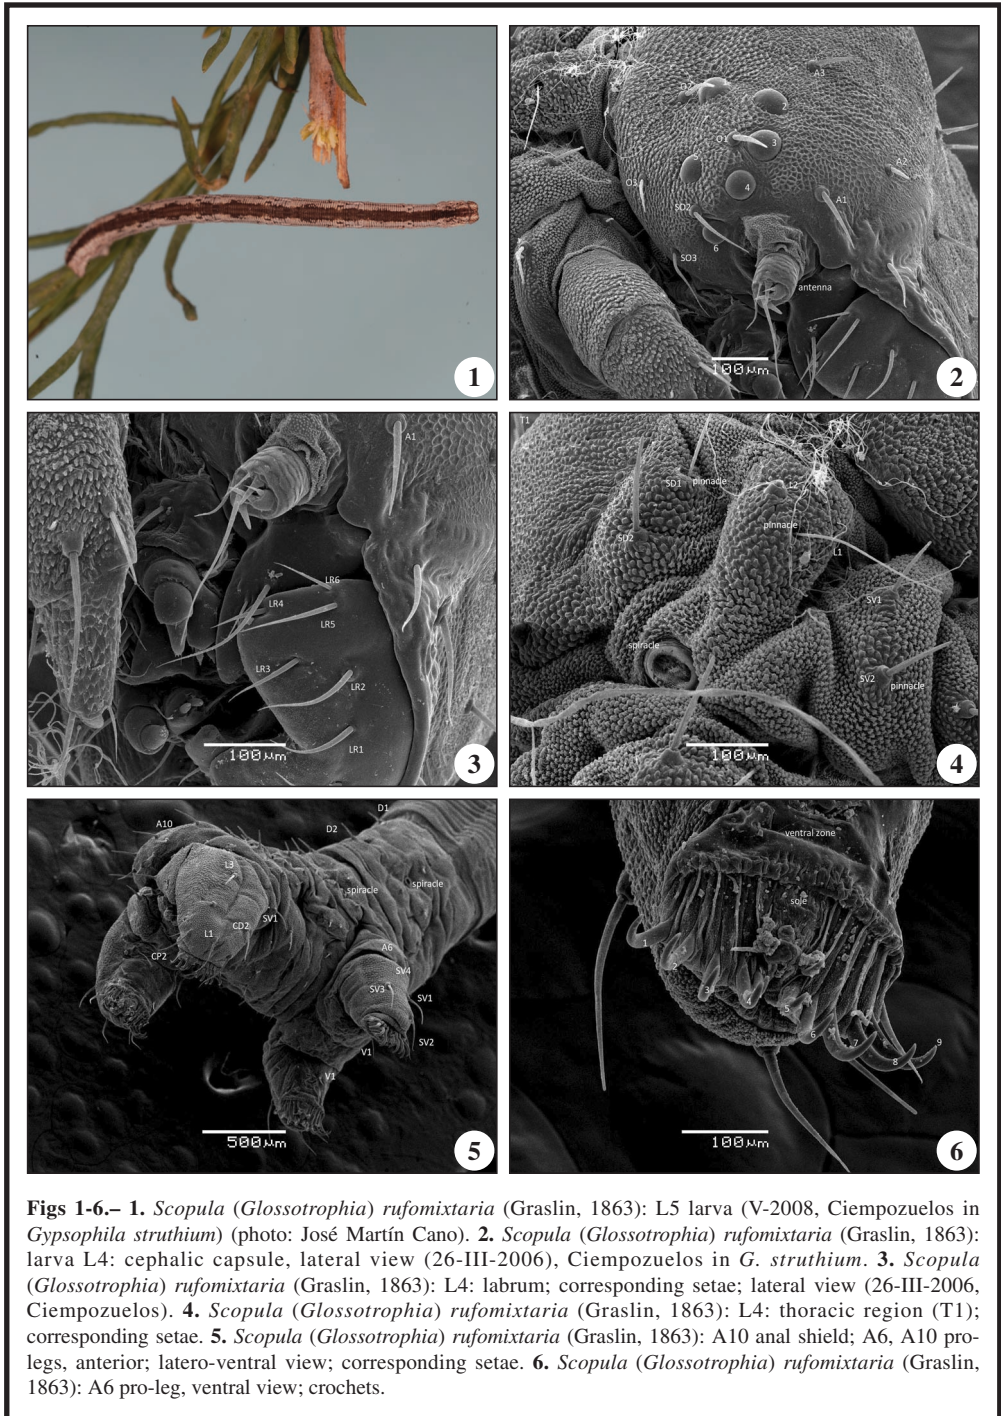 1
A3
2
O1
3
A2
5
O3
4
A1
SO2
6
SO3
antenna
100µm
2
A1
LR6
LR4
LR5
LR3
LR2
LR1
100µm
3
T1
SD1
pinnacle
L2
pinnacle
SD2
L1
SV1
spiracle
SV2
pinnacle
100µm
4
D1
A10
D2
L3
spiracle
spiracle
SV1
CD2
L1
A6
CP2
SV4
SV3
SV1
SV2
V1
V1
500µm
5
ventral zone
sole
1
2
3
4
5
6
7
8
9
100µm
6
Figs 1-6.– 1. Scopula (Glossotrophia) rufomixtaria (Graslin, 1863): L5 larva (V-2008, Ciempozuelos in
Gypsophila struthium) (photo: José Martín Cano). 2. Scopula (Glossotrophia) rufomixtaria (Graslin, 1863):
larva L4: cephalic capsule, lateral view (26-III-2006), Ciempozuelos in G. struthium. 3. Scopula
(Glossotrophia) rufomixtaria (Graslin, 1863): L4: labrum; corresponding setae; lateral view (26-III-2006,
Ciempozuelos). 4. Scopula (Glossotrophia) rufomixtaria (Graslin, 1863): L4: thoracic region (T1);
corresponding setae. 5. Scopula (Glossotrophia) rufomixtaria (Graslin, 1863): A10 anal shield; A6, A10 pro-
legs, anterior; latero-ventral view; corresponding setae. 6. Scopula (Glossotrophia) rufomixtaria (Graslin,
1863): A6 pro-leg, ventral view; crochets.